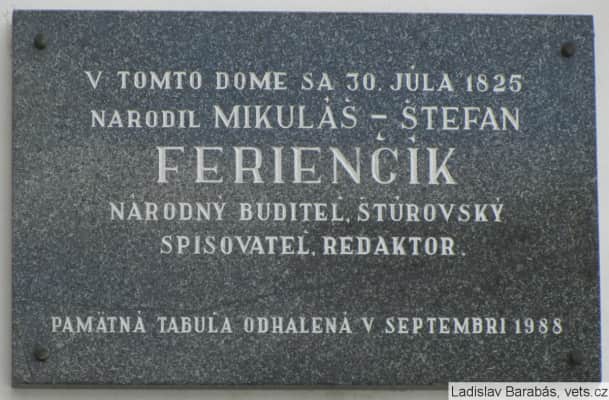 V TOMTO DOME SA 30. JÚLA 1825
NARODIL MIKULÁŠ – ŠTEFAN
FERIENČÍK
NÁRODNÝ BUDITEĽ, ŠTÚROVSKÝ
SPISOVATEĽ, REDAKTOR.
PAMÄTNÁ TABUĽA ODHALENÁ V SEPTEMBRI 1988
Ladislav Barabás, vets.cz